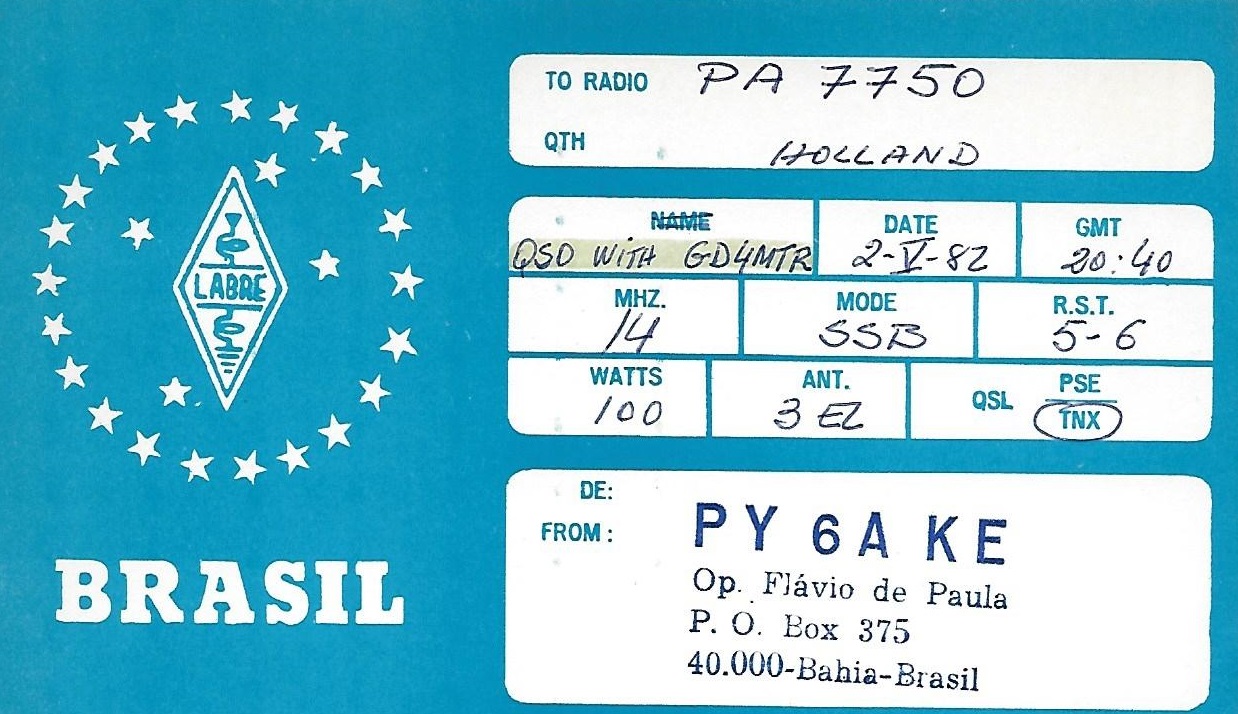 LABRE
BRASIL
TO RADIO PA 7750
QTH HOLLAND
NAME DATE GMT
QSO WITH GD4MTR 2-V-82 20:40
MHZ. MODE R.S.T.
14 SSB 5-6
WATTS ANT. QSL PSE
100 3 EL TNX
DE:
FROM: PY 6A KE
Op. Flávio de Paula
P. O. Box 375
40.000-Bahia-Brasil